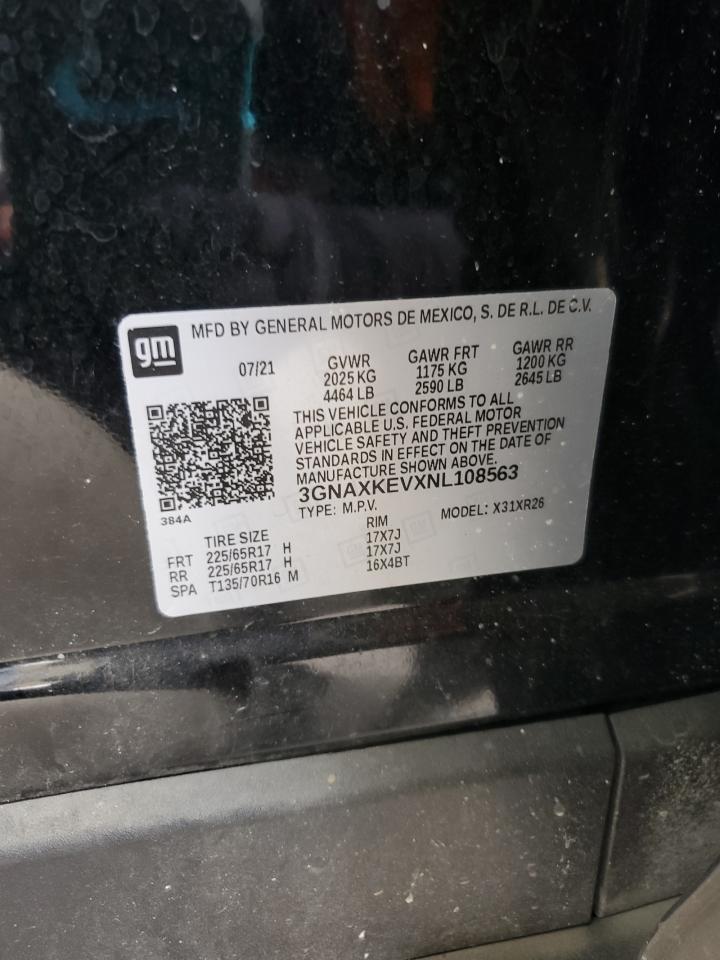 gm
MFD BY GENERAL MOTORS DE MEXICO, S. DE R.L. DE C.V.
07/21
GVWR GAWR FRT GAWR RR
2025 KG 1175 KG 1200 KG
4464 LB 2590 LB 2645 LB
THIS VEHICLE CONFORMS TO ALL
APPLICABLE U.S. FEDERAL MOTOR
VEHICLE SAFETY AND THEFT PREVENTION
STANDARDS IN EFFECT ON THE DATE OF
MANUFACTURE SHOWN ABOVE.
3GNAXKEVXNL108563
TYPE: M.P.V. MODEL: X31XR26
384A
TIRE SIZE RIM
FRT 225/65R17 H 17X7J
RR 225/65R17 H 17X7J
SPA T135/70R16 M 16X4BT